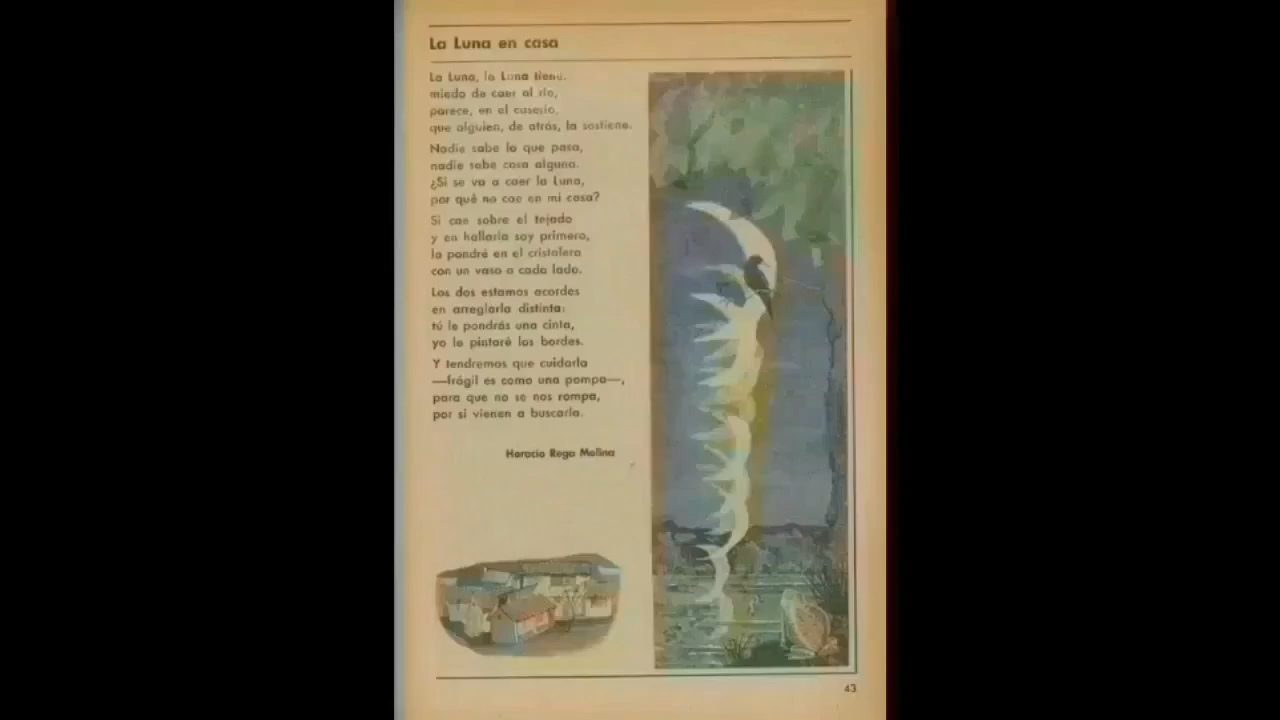 La Luna en casa
La Luna, la Luna tiene
miedo de caer al río,
parece, en el caserío,
que alguien, de atrás, la sostiene.
Nadie sabe lo que pasa,
nadie sabe cosa alguna.
¿Si se va a caer la Luna,
por qué no cae en mi casa?
Si cae sobre el tejado
y en hallarla soy primero,
la pondré en el cristalero
con un vaso a cada lado.
Los dos estamos acordes
en arreglarla distinta:
tú le pondrás una cinta,
yo le pintaré los bordes.
Y tendremos que cuidarla
—frágil es como una pompa—,
para que no se nos rompa,
por si vienen a buscarla.
Horacio Rega Molina
43